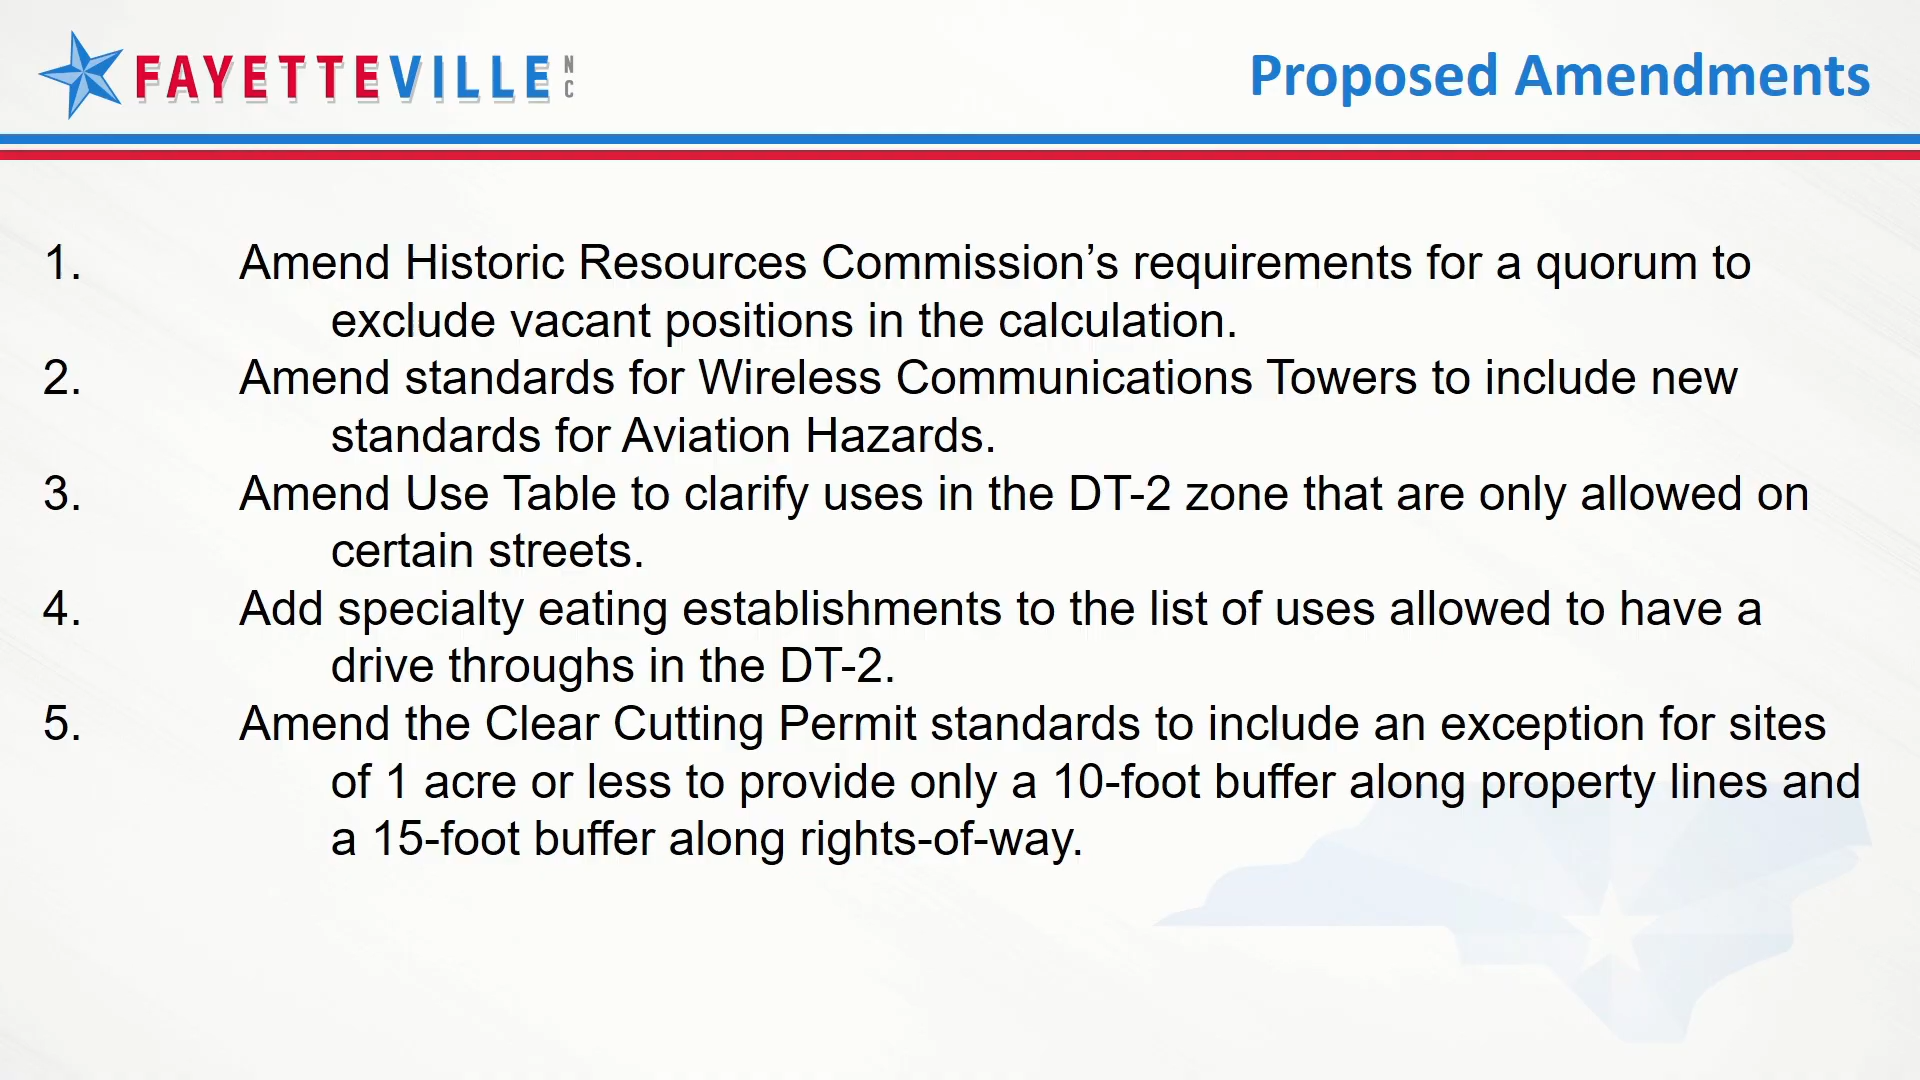 FAYETTEVILLE NC
Proposed Amendments
1. Amend Historic Resources Commission’s requirements for a quorum to
exclude vacant positions in the calculation.
2. Amend standards for Wireless Communications Towers to include new
standards for Aviation Hazards.
3. Amend Use Table to clarify uses in the DT-2 zone that are only allowed on
certain streets.
4. Add specialty eating establishments to the list of uses allowed to have a
drive throughs in the DT-2.
5. Amend the Clear Cutting Permit standards to include an exception for sites
of 1 acre or less to provide only a 10-foot buffer along property lines and
a 15-foot buffer along rights-of-way.